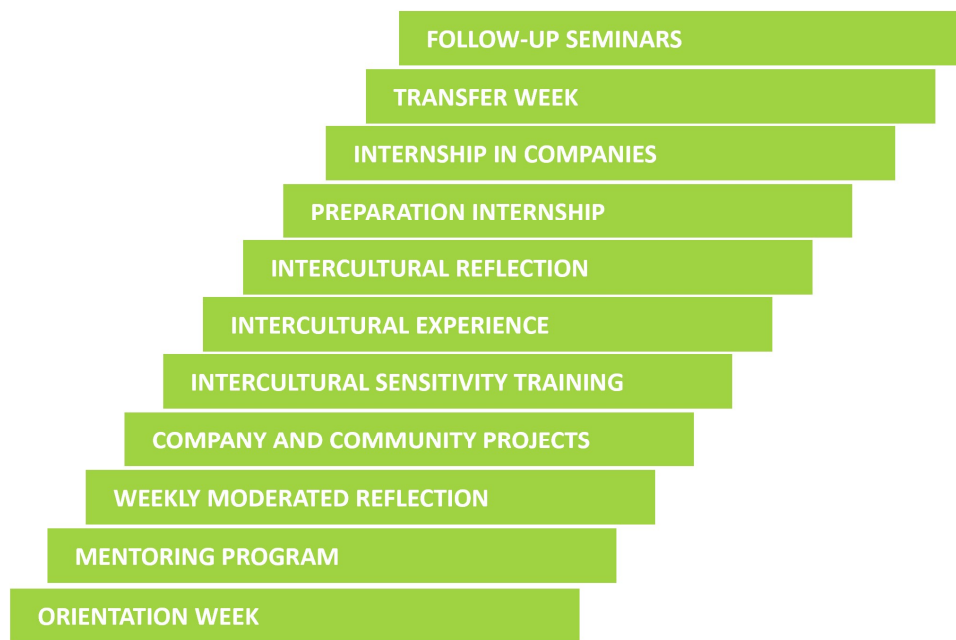 FOLLOW-UP SEMINARS
TRANSFER WEEK
INTERNSHIP IN COMPANIES
PREPARATION INTERNSHIP
INTERCULTURAL REFLECTION
INTERCULTURAL EXPERIENCE
INTERCULTURAL SENSITIVITY TRAINING
COMPANY AND COMMUNITY PROJECTS
WEEKLY MODERATED REFLECTION
MENTORING PROGRAM
ORIENTATION WEEK